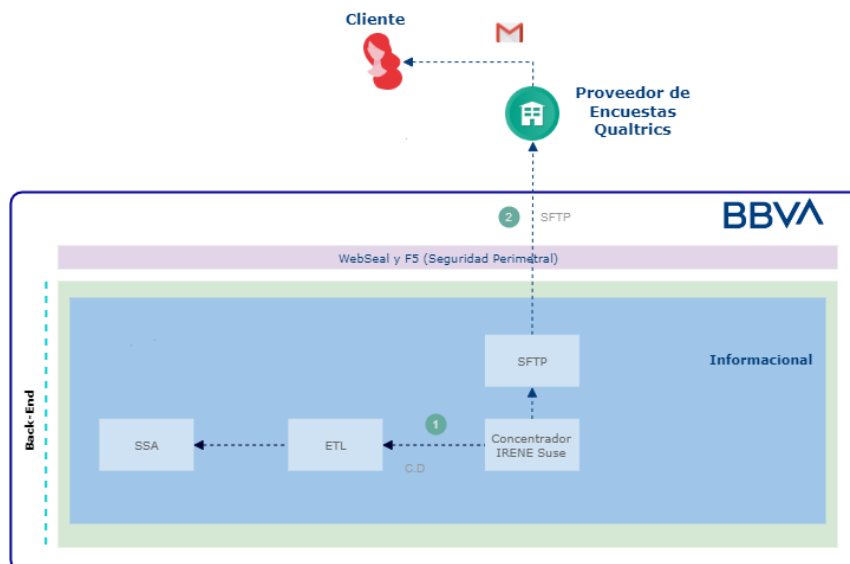 Cliente
Proveedor de
Encuestas
Qualtrics
2
SFTP
BBVA
WebSeal y F5 (Seguridad Perimetral)
Back-End
SFTP
Informacional
1
SSA
ETL
Concentrador
IRENE Suse
C.D